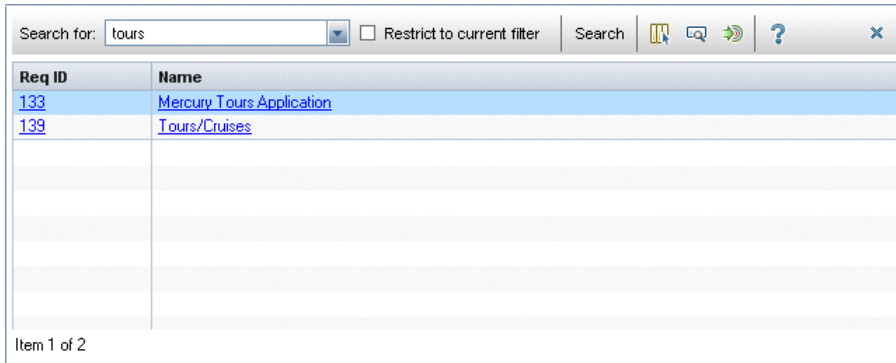 Search for: tours Restrict to current filter Search ?
Req ID Name
133 Mercury Tours Application
139 Tours/Cruises
Item 1 of 2